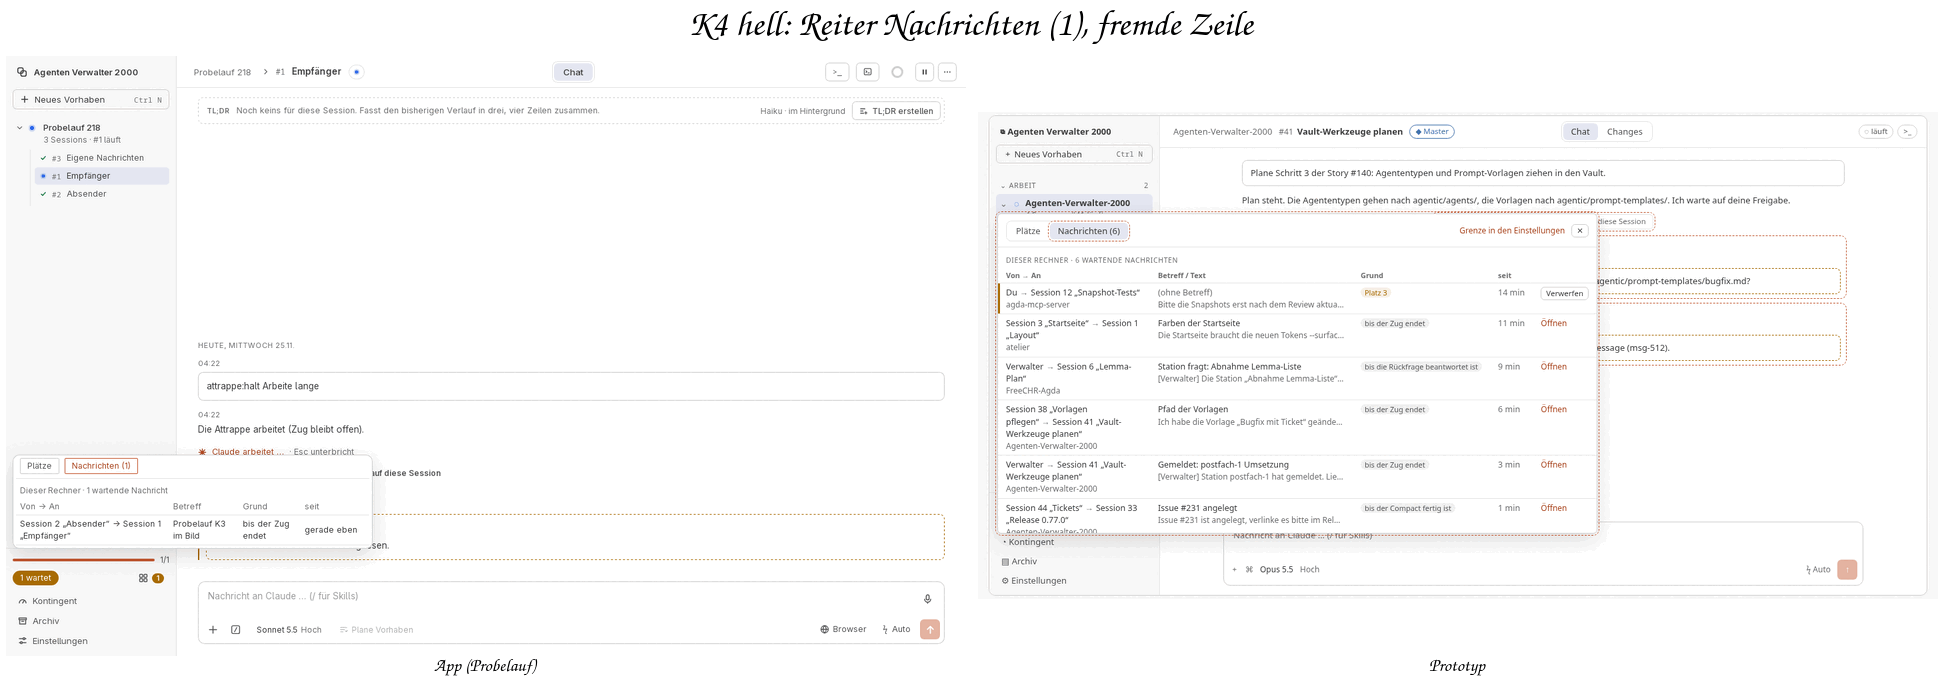 K4 hell: Reiter Nachrichten (1), fremde Zeile
Agenten Verwalter 2000
Neues Vorhaben Ctrl N
Probelauf 218
3 Sessions · #1 läuft
#3 Eigene Nachrichten
#1 Empfänger
#2 Absender
Probelauf 218 > #1 Empfänger
Chat
TL;DR Noch keins für diese Session. Fasst den bisherigen Verlauf in drei, vier Zeilen zusammen.
Haiku · im Hintergrund
TL;DR erstellen
HEUTE, MITTWOCH 25.11.
04:22
attrappe:halt Arbeite lange
04:22
Die Attrappe arbeitet (Zug bleibt offen).
Claude arbeitet … · Esc unterbricht
auf diese Session
sen.
Plätze
Nachrichten (1)
Dieser Rechner · 1 wartende Nachricht
Von → An Betreff Grund seit
Session 2 „Absender“ → Session 1 „Empfänger“
Probelauf K3 im Bild
bis der Zug endet
gerade eben
1/1
1 wartet
1
Kontingent
Archiv
Einstellungen
Nachricht an Claude … (/ für Skills)
Sonnet 5.5 Hoch
Plane Vorhaben
Browser
Auto
App (Probelauf)
Agenten Verwalter 2000
+ Neues Vorhaben Ctrl N
ARBEIT 2
Agenten-Verwalter-2000
Agenten-Verwalter-2000 #41 Vault-Werkzeuge planen
Master
Chat
Changes
läuft
>_
Plane Schritt 3 der Story #140: Agententypen und Prompt-Vorlagen ziehen in den Vault.
Plan steht. Die Agententypen gehen nach agentic/agents/, die Vorlagen nach agentic/prompt-templates/. Ich warte auf deine Freigabe.
diese Session
agentic/prompt-templates/bugfix.md?
essage (msg-512).
Plätze
Nachrichten (6)
Grenze in den Einstellungen
DIESER RECHNER · 6 WARTENDE NACHRICHTEN
Von → An Betreff / Text Grund seit
Du → Session 12 „Snapshot-Tests“
agda-mcp-server
(ohne Betreff)
Bitte die Snapshots erst nach dem Review aktua…
Platz 3
14 min
Verwerfen
Session 3 „Startseite“ → Session 1 „Layout“
atelier
Farben der Startseite
Die Startseite braucht die neuen Tokens --surfac…
bis der Zug endet
11 min
Öffnen
Verwalter → Session 6 „Lemma-Plan“
FreeCHR-Agda
Station fragt: Abnahme Lemma-Liste
[Verwalter] Die Station „Abnahme Lemma-Liste“…
bis die Rückfrage beantwortet ist
9 min
Öffnen
Session 38 „Vorlagen pflegen“ → Session 41 „Vault-Werkzeuge planen“
Agenten-Verwalter-2000
Pfad der Vorlagen
Ich habe die Vorlage „Bugfix mit Ticket“ geände…
bis der Zug endet
6 min
Öffnen
Verwalter → Session 41 „Vault-Werkzeuge planen“
Agenten-Verwalter-2000
Gemeldet: postfach-1 Umsetzung
[Verwalter] Station postfach-1 hat gemeldet. Lie…
bis der Zug endet
3 min
Öffnen
Session 44 „Tickets“ → Session 33 „Release 0.77.0“
Agenten-Verwalter-2000
Issue #231 angelegt
Issue #231 ist angelegt, verlinke es bitte im Rel…
bis der Compact fertig ist
1 min
Öffnen
Kontingent
Archiv
Einstellungen
Nachricht an Claude … (/ für Skills)
+ ⌘ Opus 5.5 Hoch
Auto
Prototyp